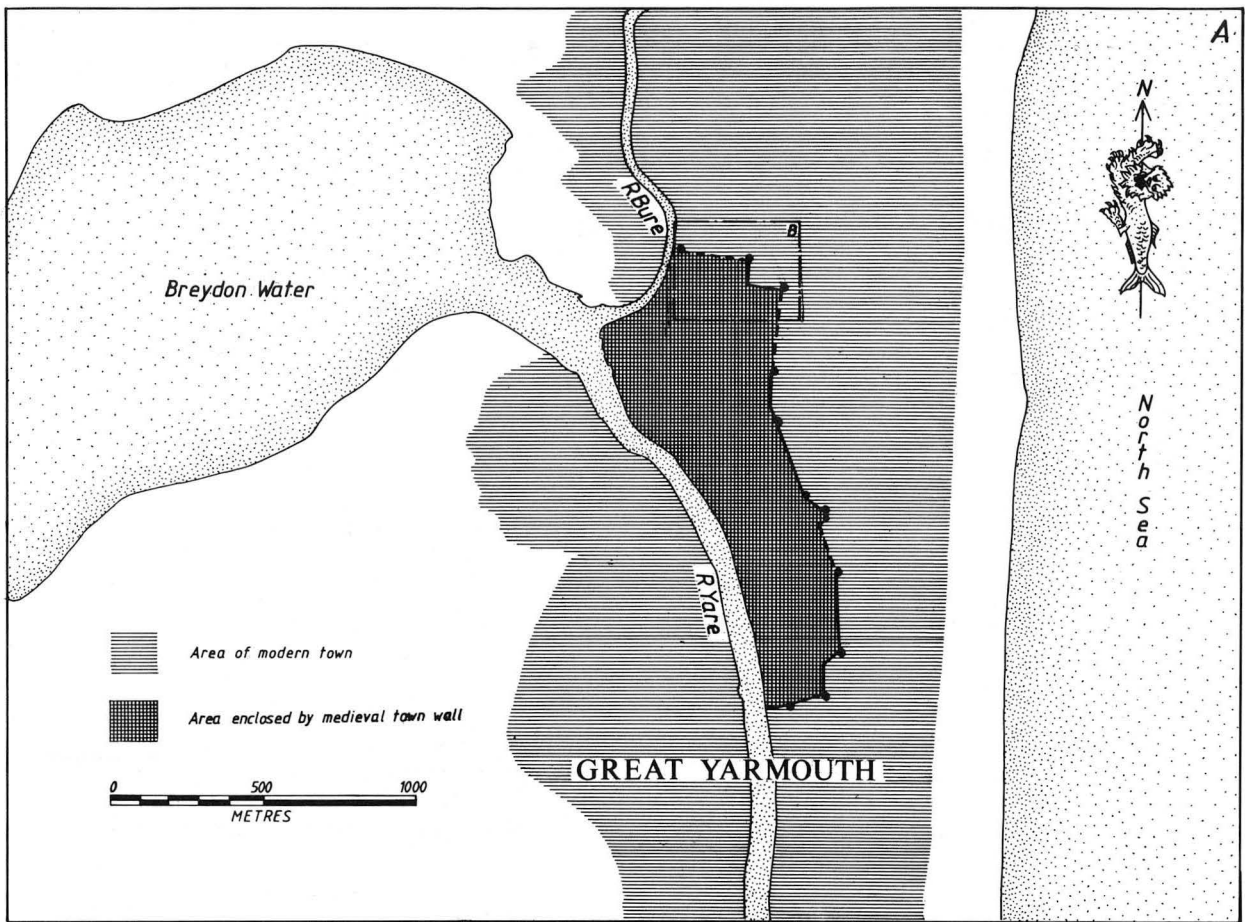 A
N
R.Bure
B
Breydon Water
North Sea
R.Yare
Area of modern town
Area enclosed by medieval town wall
GREAT YARMOUTH
0 500 1000
METRES